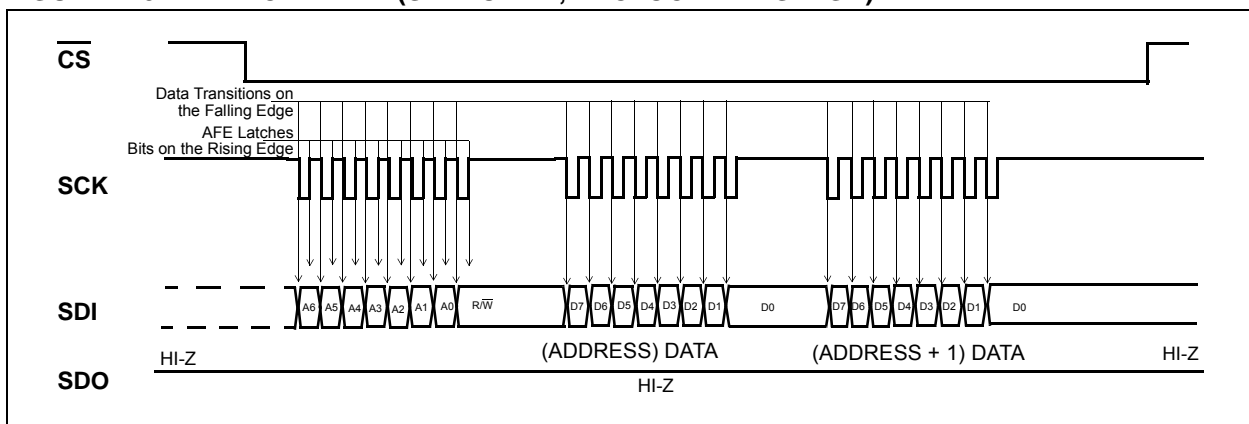 CS
Data Transitions on
the Falling Edge
AFE Latches
Bits on the Rising Edge
SCK
SDI
A6 A5 A4 A3 A2 A1 A0 R/W D7 D6 D5 D4 D3 D2 D1 D0 D7 D6 D5 D4 D3 D2 D1 D0
HI-Z (ADDRESS) DATA (ADDRESS + 1) DATA HI-Z
SDO HI-Z